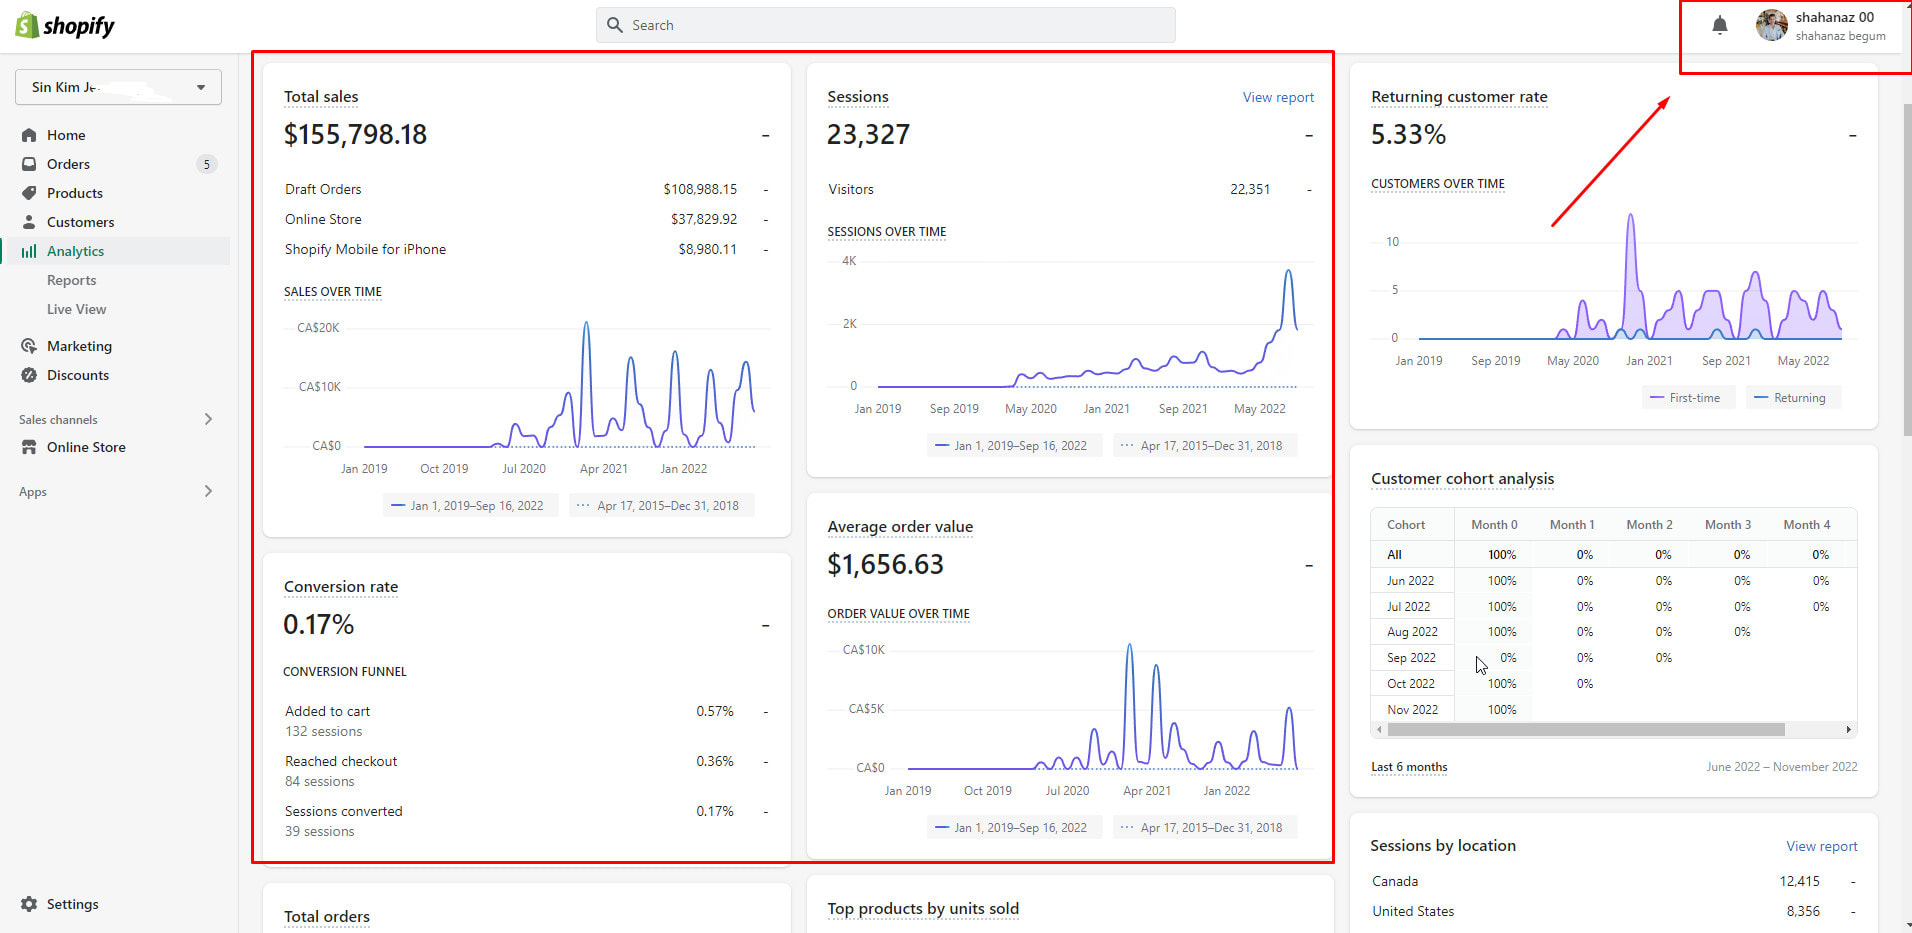 shopify
Search
shahanaz 00
shahanaz begum
Sin Kim
Home
Orders 5
Products
Customers
Analytics
Reports
Live View
Marketing
Discounts
Sales channels
Online Store
Apps
Settings
Total sales
$155,798.18 -
Draft Orders $108,988.15 -
Online Store $37,829.92 -
Shopify Mobile for iPhone $8,980.11 -
SALES OVER TIME
CA$20K
CA$10K
CA$0
Jan 2019 Oct 2019 Jul 2020 Apr 2021 Jan 2022
Jan 1, 2019–Sep 16, 2022 Apr 17, 2015–Dec 31, 2018
Conversion rate
0.17% -
CONVERSION FUNNEL
Added to cart 0.57% -
132 sessions
Reached checkout 0.36% -
84 sessions
Sessions converted 0.17% -
39 sessions
Total orders
Sessions View report
23,327 -
Visitors 22,351 -
SESSIONS OVER TIME
4K
2K
0
Jan 2019 Sep 2019 May 2020 Jan 2021 Sep 2021 May 2022
Jan 1, 2019–Sep 16, 2022 Apr 17, 2015–Dec 31, 2018
Average order value
$1,656.63 -
ORDER VALUE OVER TIME
CA$10K
CA$5K
CA$0
Jan 2019 Oct 2019 Jul 2020 Apr 2021 Jan 2022
Jan 1, 2019–Sep 16, 2022 Apr 17, 2015–Dec 31, 2018
Top products by units sold
Returning customer rate
5.33% -
CUSTOMERS OVER TIME
10
5
0
Jan 2019 Sep 2019 May 2020 Jan 2021 Sep 2021 May 2022
First-time Returning
Customer cohort analysis
Cohort Month 0 Month 1 Month 2 Month 3 Month 4
All 100% 0% 0% 0% 0%
Jun 2022 100% 0% 0% 0% 0%
Jul 2022 100% 0% 0% 0% 0%
Aug 2022 100% 0% 0% 0%
Sep 2022 0% 0% 0%
Oct 2022 100% 0%
Nov 2022 100%
Last 6 months June 2022 – November 2022
Sessions by location View report
Canada 12,415 -
United States 8,356 -